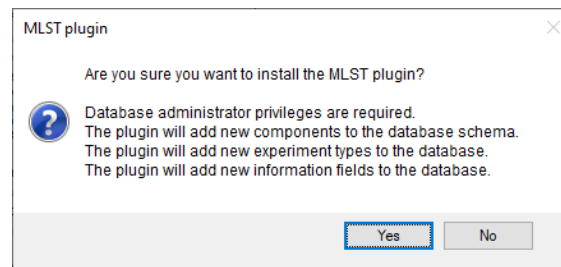 MLST plugin
Are you sure you want to install the MLST plugin?
Database administrator privileges are required.
The plugin will add new components to the database schema.
The plugin will add new experiment types to the database.
The plugin will add new information fields to the database.
Yes No